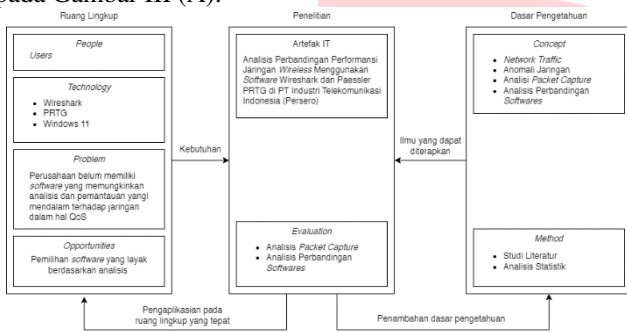 pada Gambar III (A).
Ruang Lingkup
People
Users
Technology
• Wireshark
• PRTG
• Windows 11
Problem
Perusahaan belum memiliki
software yang memungkinkan
analisis dan pemantauan yangl
mendalam terhadap jaringan
dalam hal QoS
Opportunities
Pemilihan software yang layak
berdasarkan analisis
Kebutuhan
Penelitian
Artefak IT
Analisis Perbandingan Performansi
Jaringan Wireless Menggunakan
Software Wireshark dan Paessler
PRTG di PT Industri Telekomunikasi
Indonesia (Persero)
Evaluation
• Analisis Packet Capture
• Analisis Perbandingan
Softwares
Ilmu yang dapat
diterapkan
Dasar Pengetahuan
Concept
• Network Traffic
• Anomali Jaringan
• Analisi Packet Capture
• Analisis Perbandingan
Softwares
Method
• Studi Literatur
• Analisis Statistik
Pengaplikasian pada
ruang lingkup yang tepat
Penambahan dasar pengetahuan